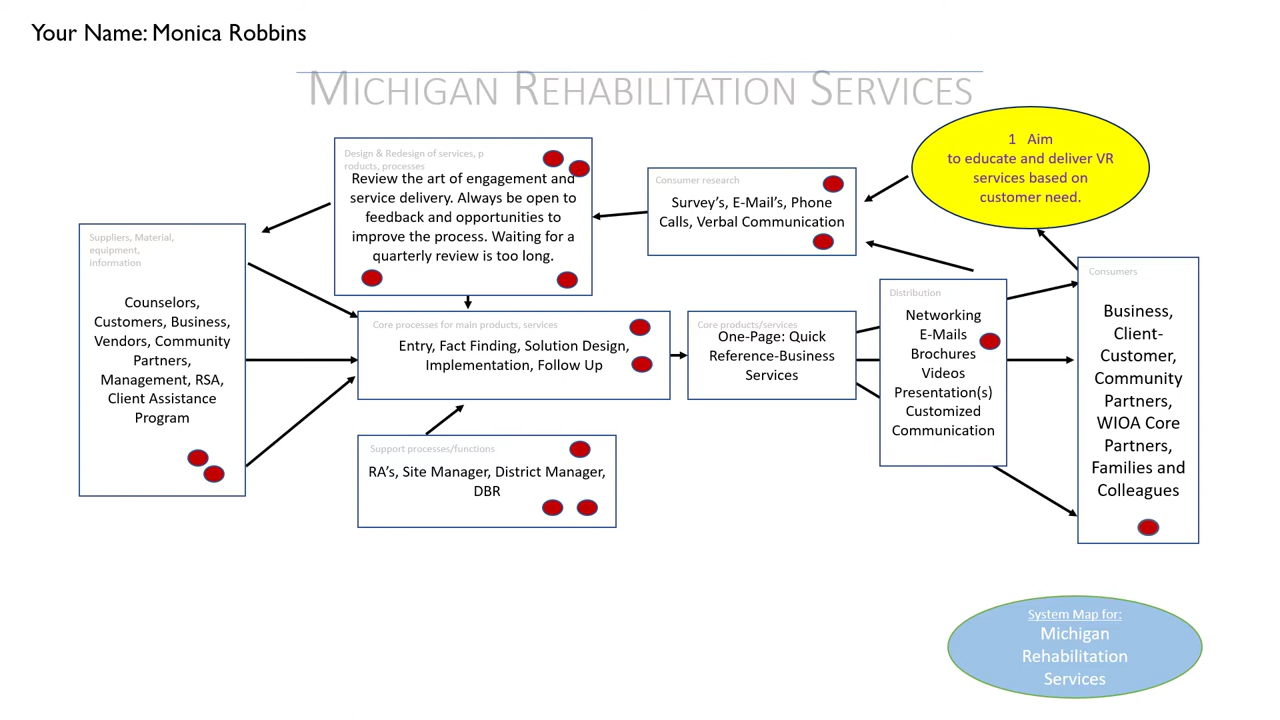 Your Name: Monica Robbins
MICHIGAN REHABILITATION SERVICES
Design & Redesign of services, p
roducts, processes
Review the art of engagement and
service delivery. Always be open to
feedback and opportunities to
improve the process. Waiting for a
quarterly review is too long.
Consumer research
Survey's, E-Mail's, Phone
Calls, Verbal Communication
1 Aim
to educate and deliver VR
services based on
customer need.
Suppliers, Material,
equipment,
information
Counselors,
Customers, Business,
Vendors, Community
Partners,
Management, RSA,
Client Assistance
Program
Core processes for main products, services
Entry, Fact Finding, Solution Design,
Implementation, Follow Up
Core products/services
One-Page: Quick
Reference-Business
Services
Distribution
Networking
E-Mails
Brochures
Videos
Presentation(s)
Customized
Communication
Consumers
Business,
Client-
Customer,
Community
Partners,
WIOA Core
Partners,
Families and
Colleagues
Support processes/functions
RA's, Site Manager, District Manager,
DBR
System Map for:
Michigan
Rehabilitation
Services